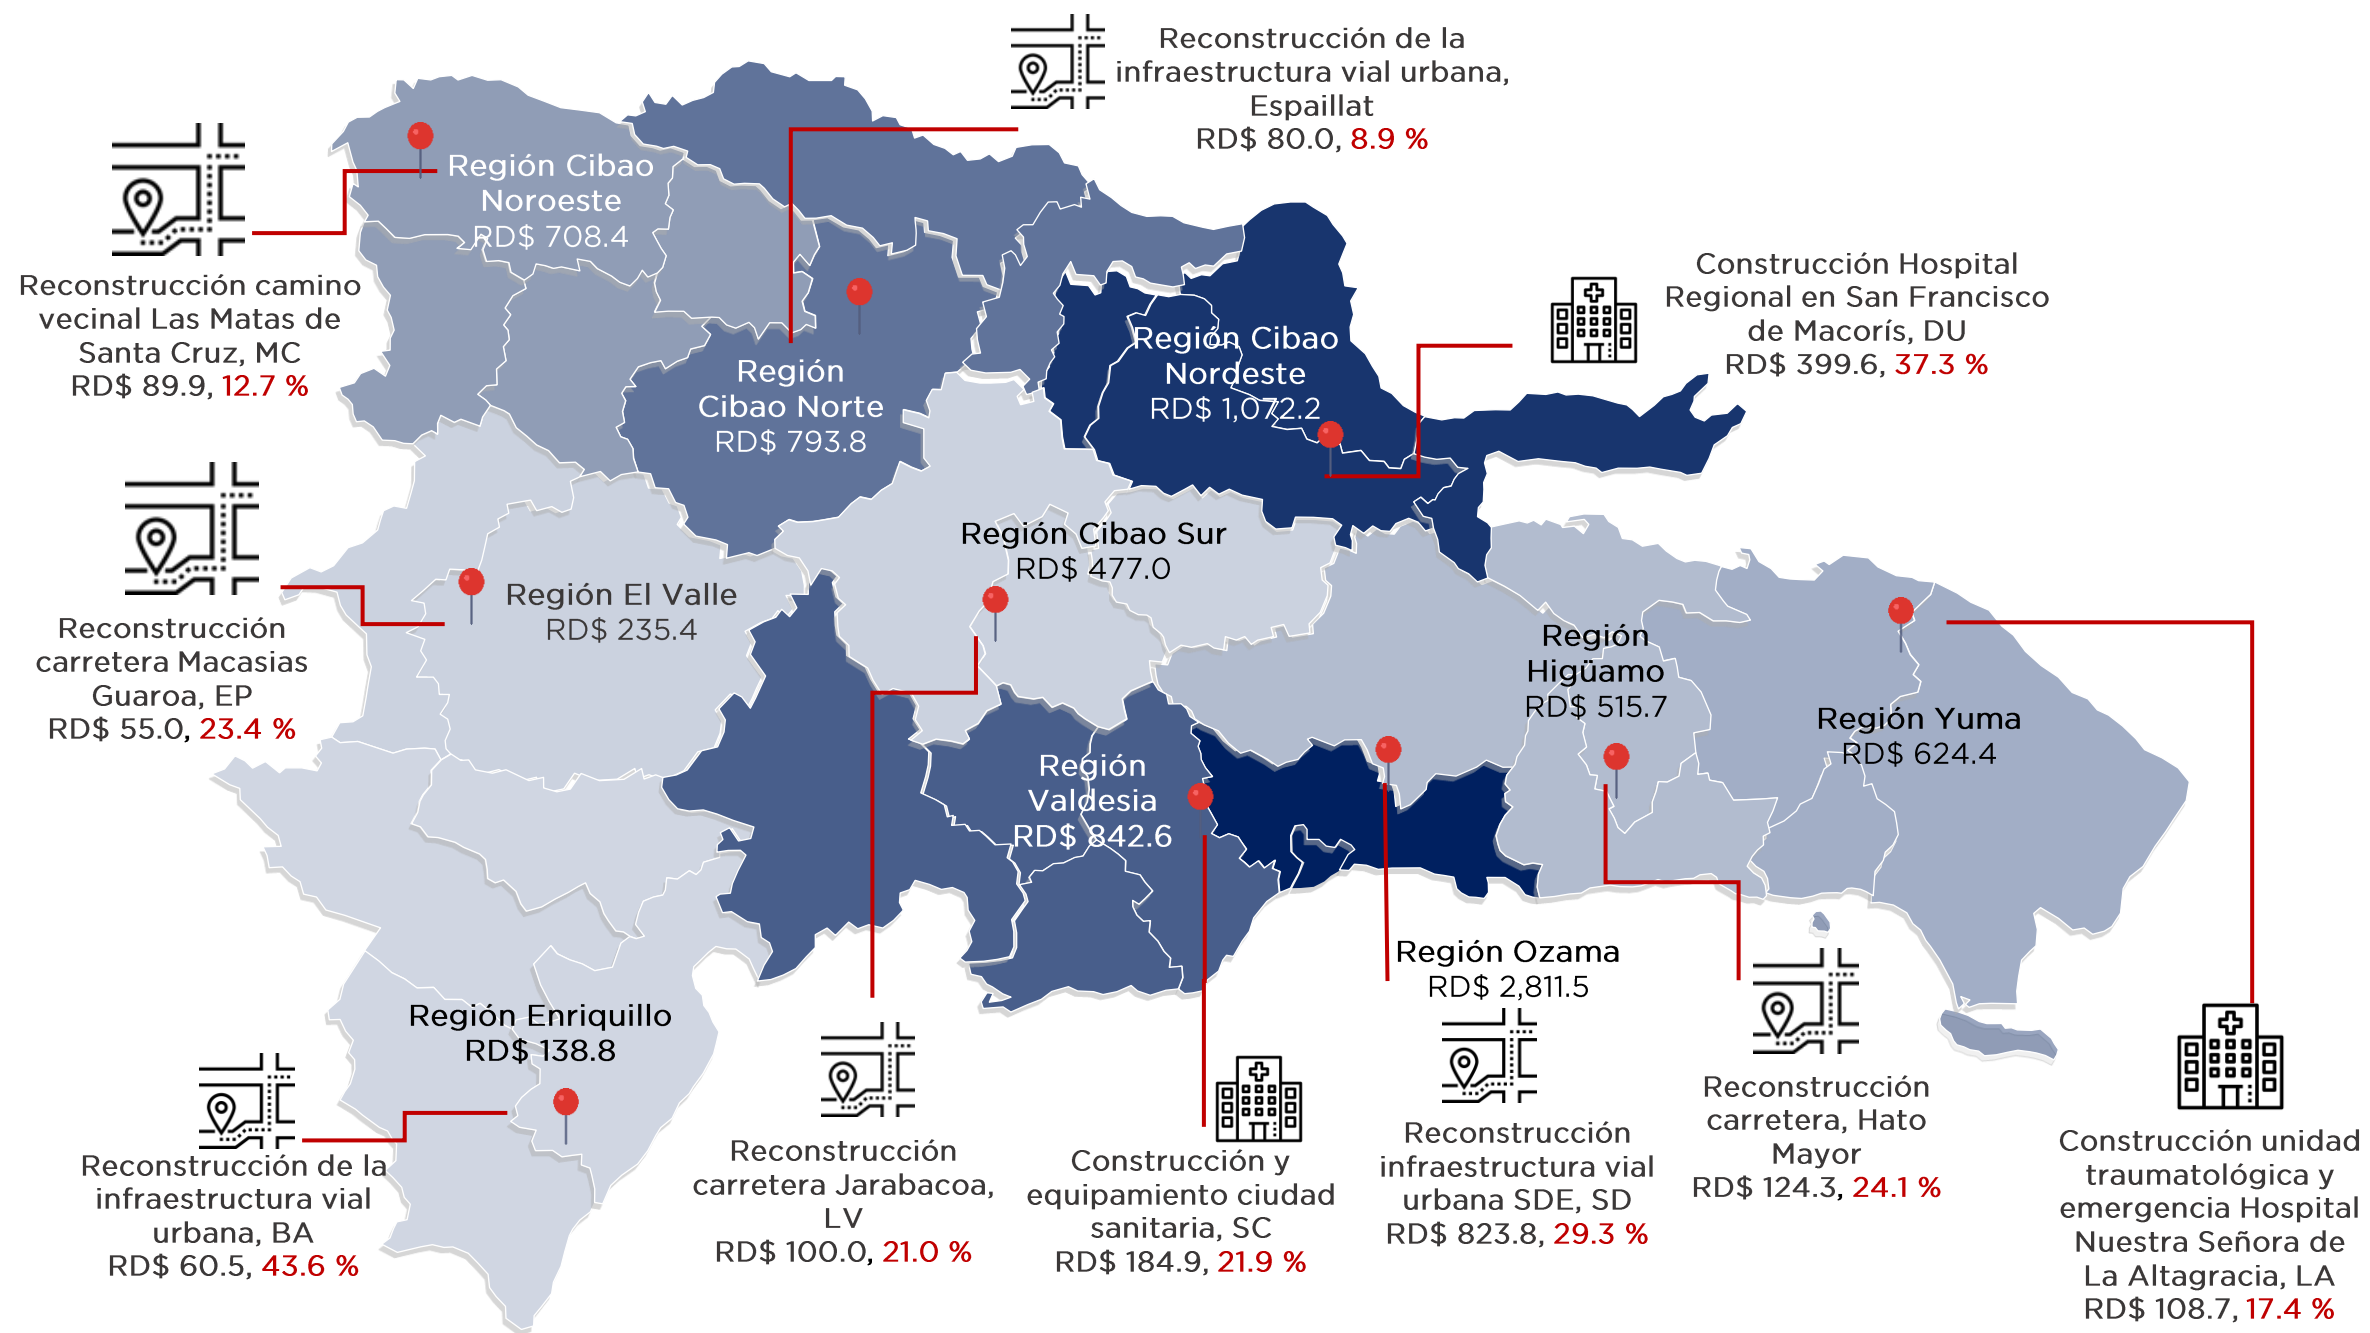 Reconstrucción de la
infraestructura vial urbana,
Espaillat
RD$ 80.0, 8.9 %
Región Cibao
Noroeste
RD$ 708.4
Reconstrucción camino
vecinal Las Matas de
Santa Cruz, MC
RD$ 89.9, 12.7 %
Construcción Hospital
Regional en San Francisco
de Macorís, DU
RD$ 399.6, 37.3 %
Región Cibao
Nordeste
RD$ 1,072.2
Región
Cibao Norte
RD$ 793.8
Región Cibao Sur
RD$ 477.0
Región El Valle
RD$ 235.4
Reconstrucción
carretera Macasias
Guaroa, EP
RD$ 55.0, 23.4 %
Región
Higüamo
RD$ 515.7
Región Yuma
RD$ 624.4
Región
Valdesia
RD$ 842.6
Región Ozama
RD$ 2,811.5
Región Enriquillo
RD$ 138.8
Reconstrucción de la
infraestructura vial
urbana, BA
RD$ 60.5, 43.6 %
Reconstrucción
carretera Jarabacoa,
LV
RD$ 100.0, 21.0 %
Construcción y
equipamiento ciudad
sanitaria, SC
RD$ 184.9, 21.9 %
Reconstrucción
infraestructura vial
urbana SDE, SD
RD$ 823.8, 29.3 %
Reconstrucción
carretera, Hato
Mayor
RD$ 124.3, 24.1 %
Construcción unidad
traumatológica y
emergencia Hospital
Nuestra Señora de
La Altagracia, LA
RD$ 108.7, 17.4 %